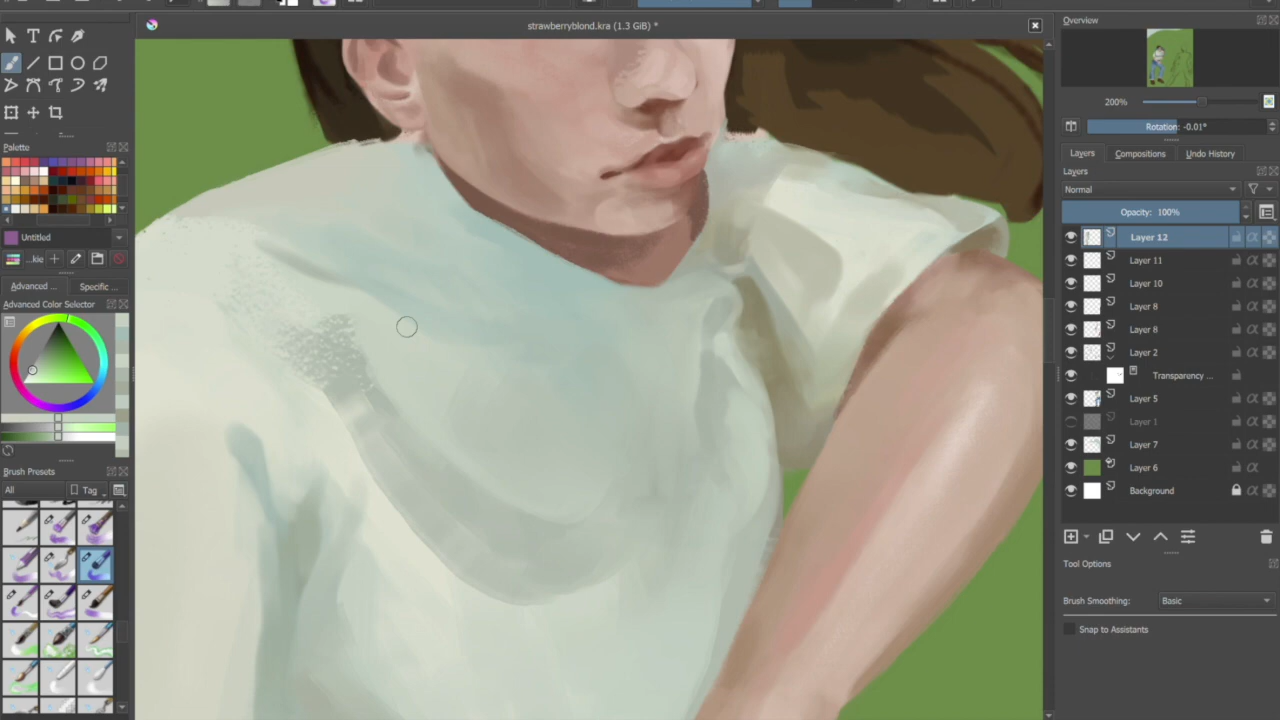 strawberryblond.kra (1.3 GiB) *
Overview
200%
Rotation: -0.01°
Layers Compositions Undo History
Layers
Normal
Opacity: 100%
Layer 12
Layer 11
Layer 10
Layer 8
Layer 8
Layer 2
Transparency ...
Layer 5
Layer 1
Layer 7
Layer 6
Background
Tool Options
Brush Smoothing: Basic
Snap to Assistants
Palette
Untitled
...kie
Advanced ... Specific ...
Advanced Color Selector
Brush Presets
All Tag